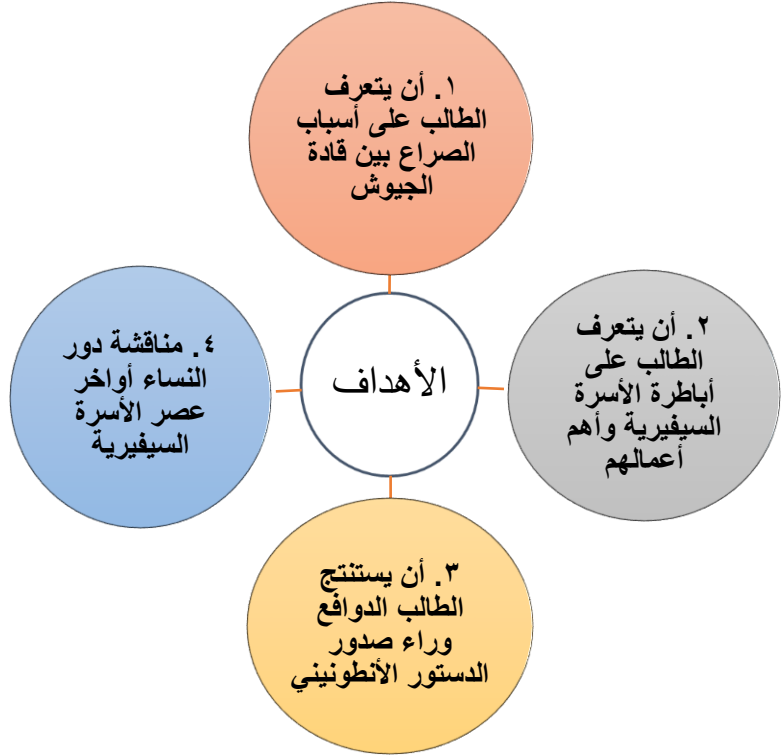 ١. أن يتعرف
الطالب على أسباب
الصراع بين قادة
الجيوش
٢. أن يتعرف
الطالب على
أباطرة الأسرة
السيفيرية وأهم
أعمالهم
الأهداف
٤. مناقشة دور
النساء أواخر
عصر الأسرة
السيفيرية
٣. أن يستنتج
الطالب الدوافع
وراء صدور
الدستور الأنطونيني